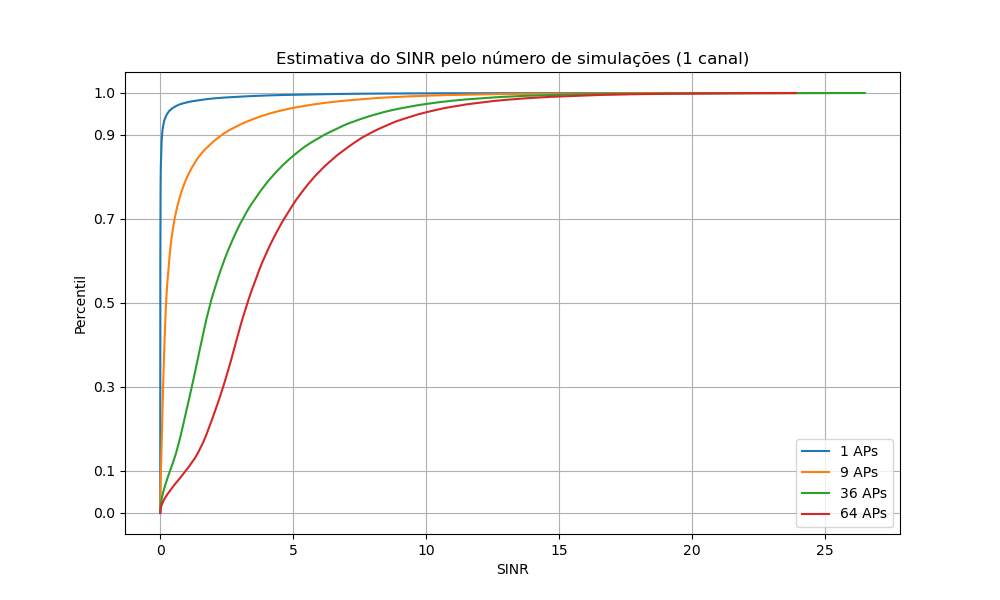 Estimativa do SINR pelo número de simulações (1 canal)
Percentil
1.0
0.9
0.7
0.5
0.3
0.1
0.0
0
5
10
15
20
25
SINR
1 APs
9 APs
36 APs
64 APs